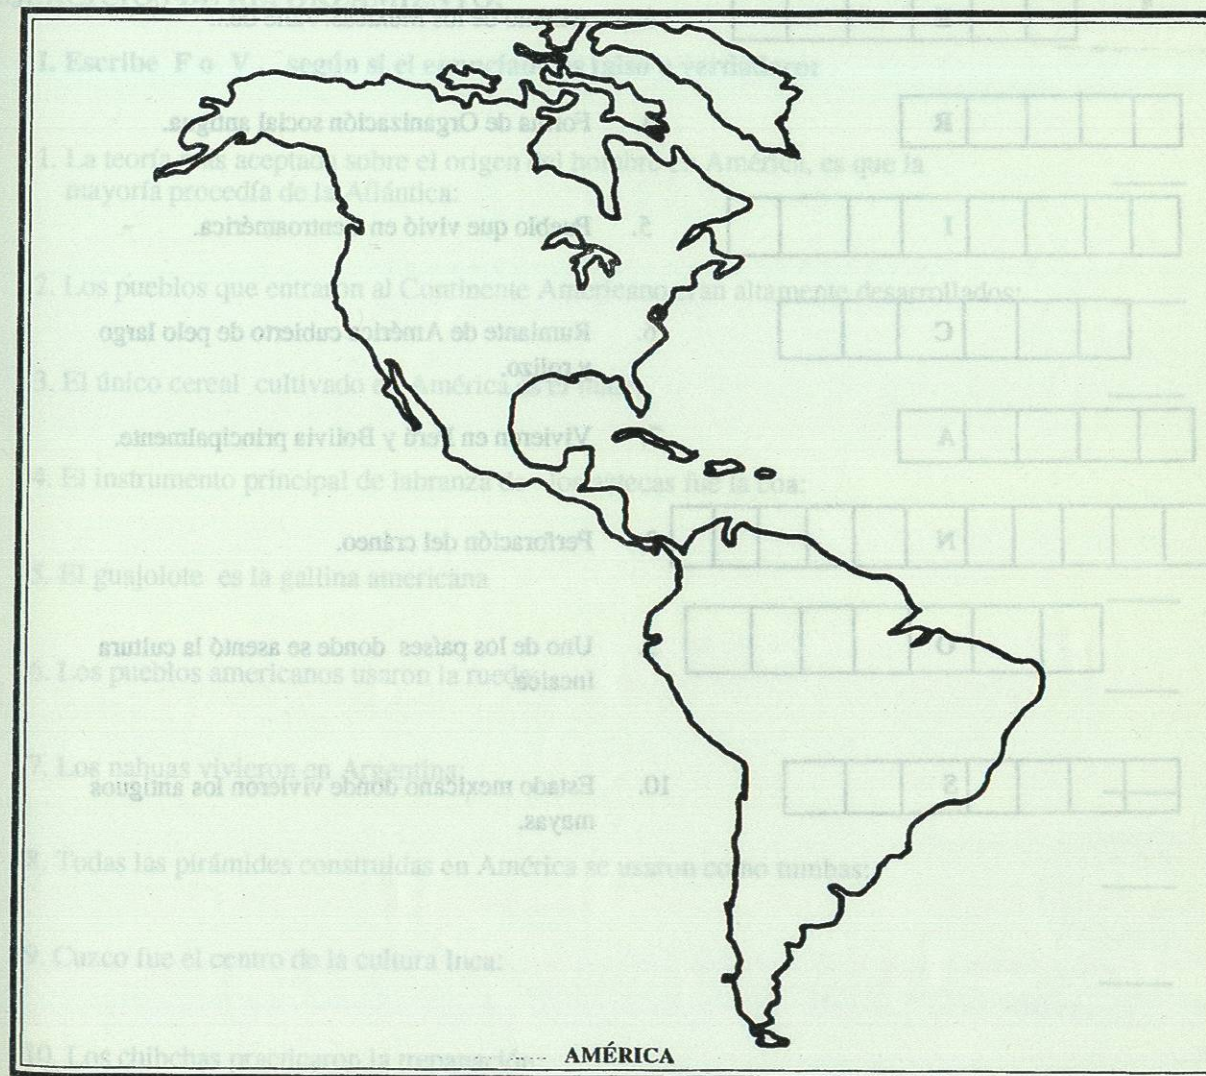 I. Escribe F o V según si el
R
Forma de Organización social antigua.
1. La teoría más aceptada sobre el origen del hombre en América, es que la
mayoría procedía de la Atlántica:
5. Pueblo que vivió en Centroamérica.
I
2. Los pueblos que entraron al Continente Americano eran altamente desarrollados:
6. Rumiante de América cubierto de pelo largo
y rolizo.
C
3. El único cereal cultivado en América es el
Vivieron en Perú y Bolivia principalmente.
A
4. El instrumento principal de labranza de los aztecas fue la coa:
Perforación del cráneo.
N
5. El guajolote es la gallina americana
Uno de los países donde se asentó la cultura
incaica.
O
6. Los pueblos americanos usaron la rueda:
7. Los nahuas vivieron en Argentina:
10. Estado mexicano donde vivieron los antiguos
mayas.
S
8. Todas las pirámides construidas en América se usaron como tumbas:
9. Cuzco fue el centro de la cultura Inca:
10. Los chibchas practicaron la trepanación
AMÉRICA